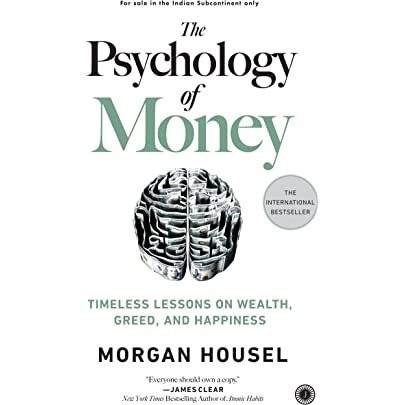 For sale in the Indian Subcontinent only
The
Psychology
of
Money
THE
INTERNATIONAL
BESTSELLER
TIMELESS LESSONS ON WEALTH,
GREED, AND HAPPINESS
MORGAN HOUSEL
"Everyone should own a copy."
—JAMES CLEAR
New York Times Bestselling Author of Atomic Habits
J